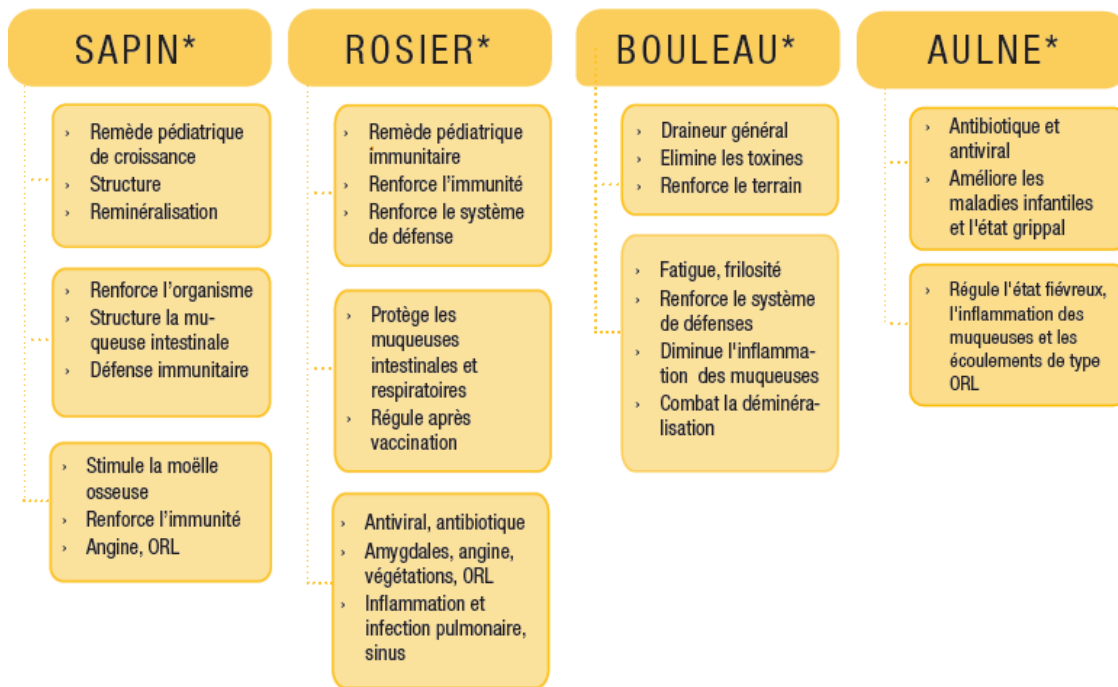 SAPIN*
› Remède pédiatrique
de croissance
› Structure
› Reminéralisation
› Renforce l'organisme
› Structure la mu-
queuse intestinale
› Défense immunitaire
› Stimule la moëlle
osseuse
› Renforce l'immunité
› Angine, ORL
ROSIER*
› Remède pédiatrique
immunitaire
› Renforce l'immunité
› Renforce le système
de défense
› Protège les
muqueuses
intestinales et
respiratoires
› Régule après
vaccination
› Antiviral, antibiotique
› Amygdales, angine,
végétations, ORL
› Inflammation et
infection pulmonaire,
sinus
BOULEAU*
› Draineur général
› Elimine les toxines
› Renforce le terrain
› Fatigue, frilosité
› Renforce le système
de défenses
› Diminue l'inflamma-
tion des muqueuses
› Combat la déminéra-
lisation
AULNE*
› Antibiotique et
antiviral
› Améliore les
maladies infantiles
et l'état grippal
› Régule l'état fiévreux,
l'inflammation des
muqueuses et les
écoulements de type
ORL